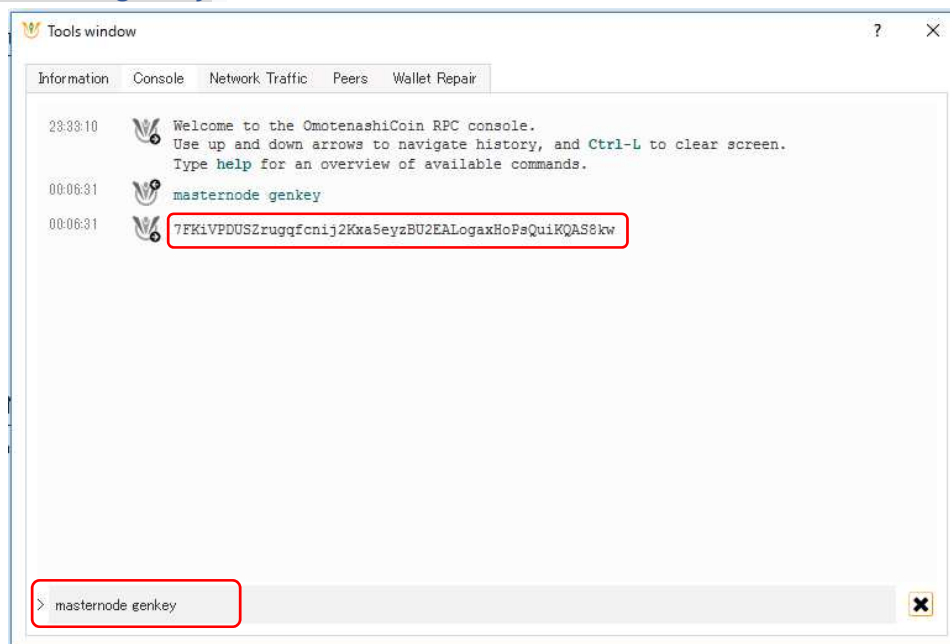 Tools window
?
Information Console Network Traffic Peers Wallet Repair
23:33:10 Welcome to the OmotenashiCoin RPC console.
Use up and down arrows to navigate history, and Ctrl-L to clear screen.
Type help for an overview of available commands.
00:06:31 masternode genkey
00:06:31 7FKiVPDUSZrugqfcnij2Kxa5eyzBU2EALogaxHoPsQuiKQAS8kw
> masternode genkey